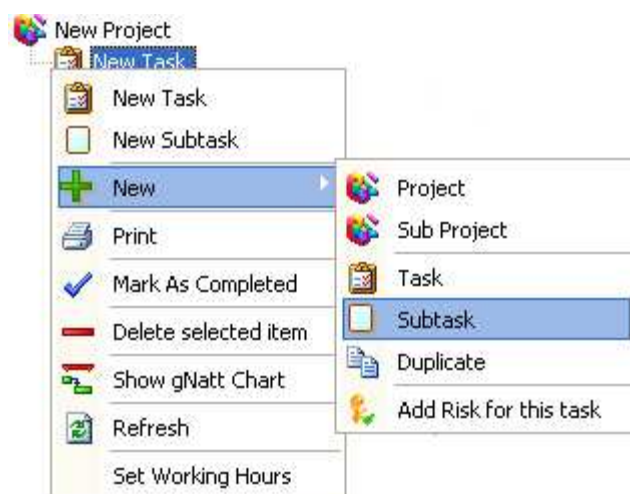 New Project
New Task
New Task
New Subtask
New
Print
Mark As Completed
Delete selected item
Show gNatt Chart
Refresh
Set Working Hours
Project
Sub Project
Task
Subtask
Duplicate
Add Risk for this task